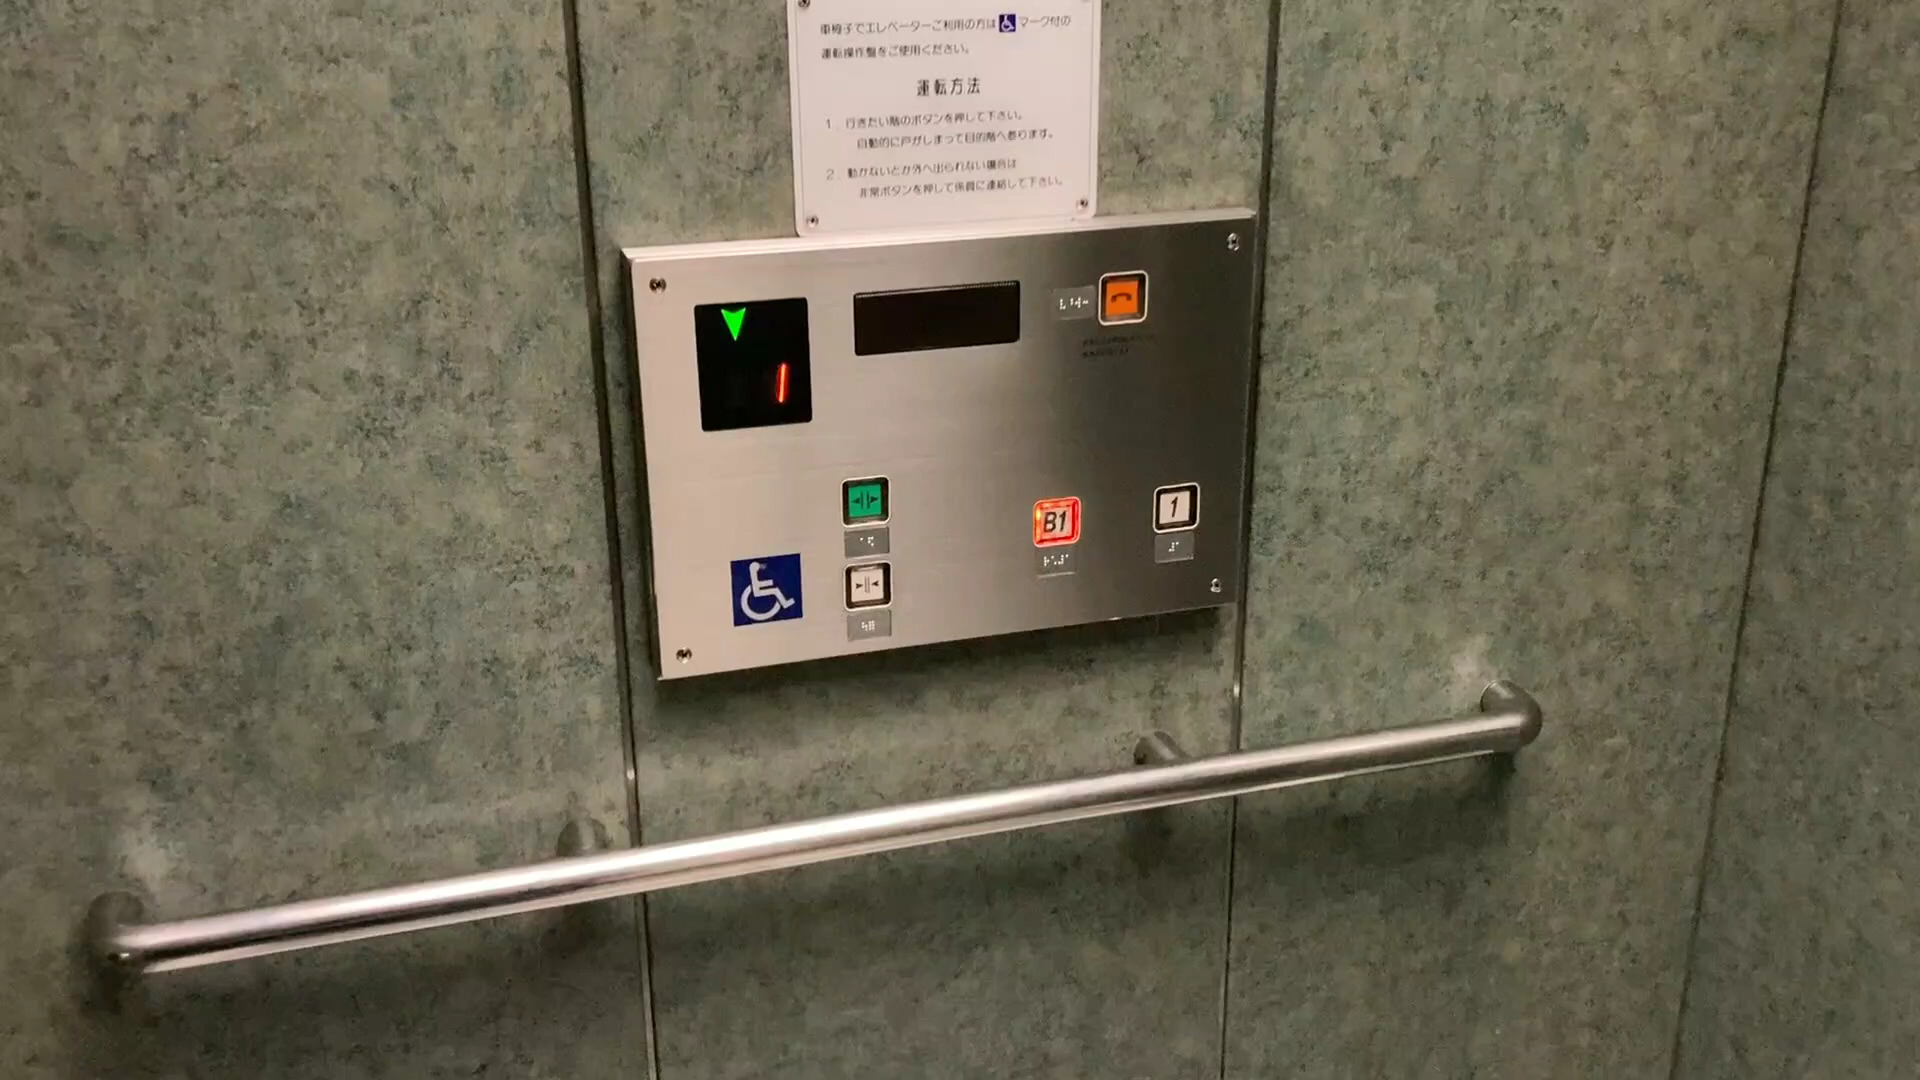 車椅子でエレベーターご利用の方は マーク付の
運転操作盤をご使用ください。
運転方法
1. 行きたい階のボタンを押して下さい。
自動的に戸がしまって目的階へ参ります。
2. 動かないとか外へ出られない場合は
非常ボタンを押して係員に連絡して下さい。
1
B1
1